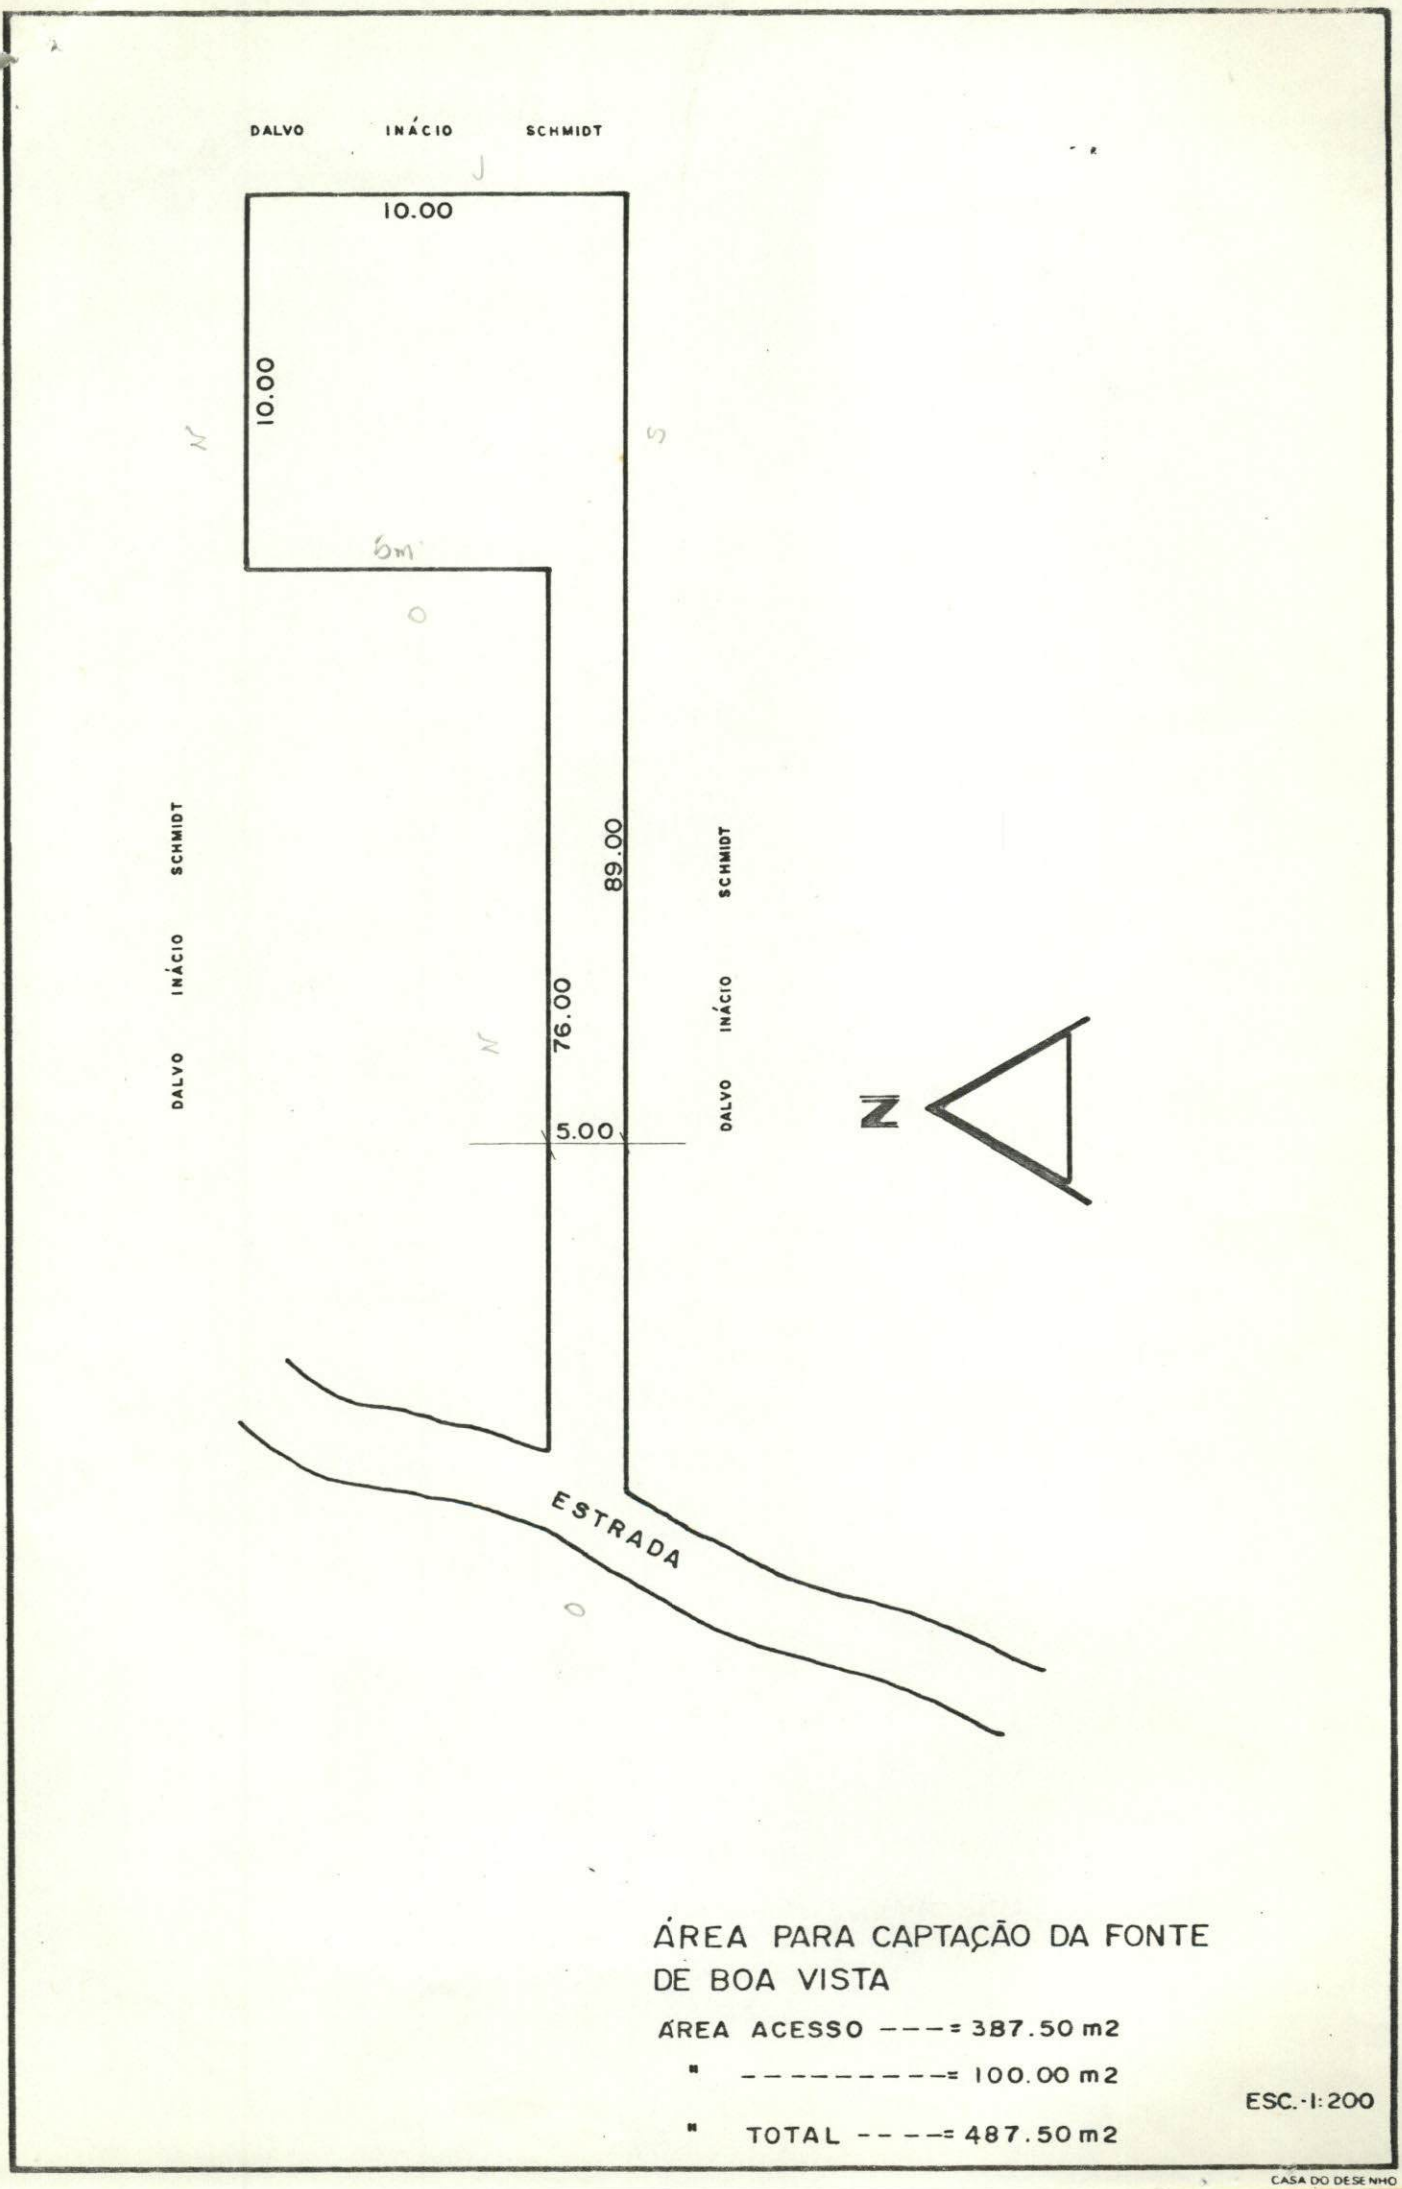 DALVO INÁCIO SCHMIDT
10.00
10.00
N
S
5m
O
DALVO INÁCIO SCHMIDT
89.00
DALVO INÁCIO SCHMIDT
76.00
N
5.00
N
ESTRADA
O
ÁREA PARA CAPTAÇÃO DA FONTE
DE BOA VISTA
ÁREA ACESSO ---= 387.50 m2
" ---------= 100.00 m2
" TOTAL ----= 487.50 m2
ESC.-1:200
CASA DO DESENHO